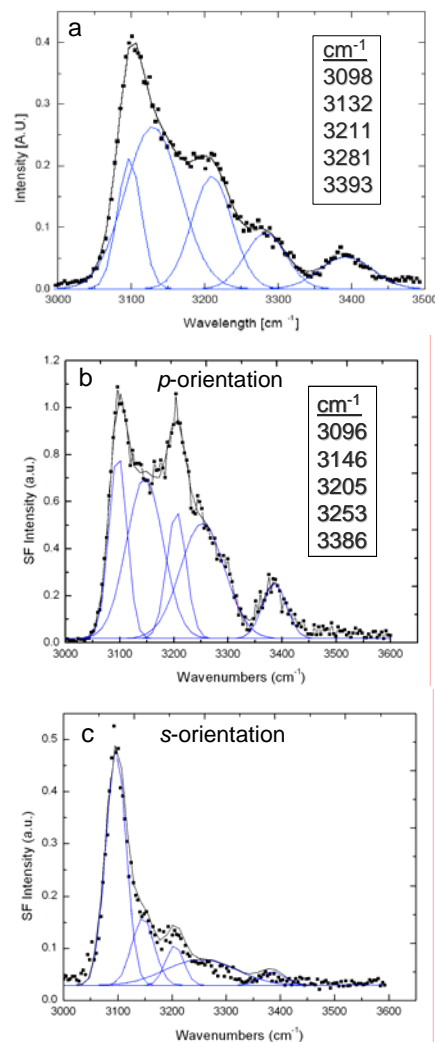 a
0.4
0.3
0.2
0.1
0.0
Intensity [A.U.]
cm-1
3098
3132
3211
3281
3393
3000 3100 3200 3300 3400 3500
Wavelength [cm -1]
b
p-orientation
1.2
1.0
0.8
0.6
0.4
0.2
0.0
SF Intensity (a.u.)
cm-1
3096
3146
3205
3253
3386
3000 3100 3200 3300 3400 3500 3600
Wavenumbers (cm-1)
c
s-orientation
0.5
0.4
0.3
0.2
0.1
0.0
SF Intensity (a.u.)
3000 3100 3200 3300 3400 3500 3600
Wavenumbers (cm-1)